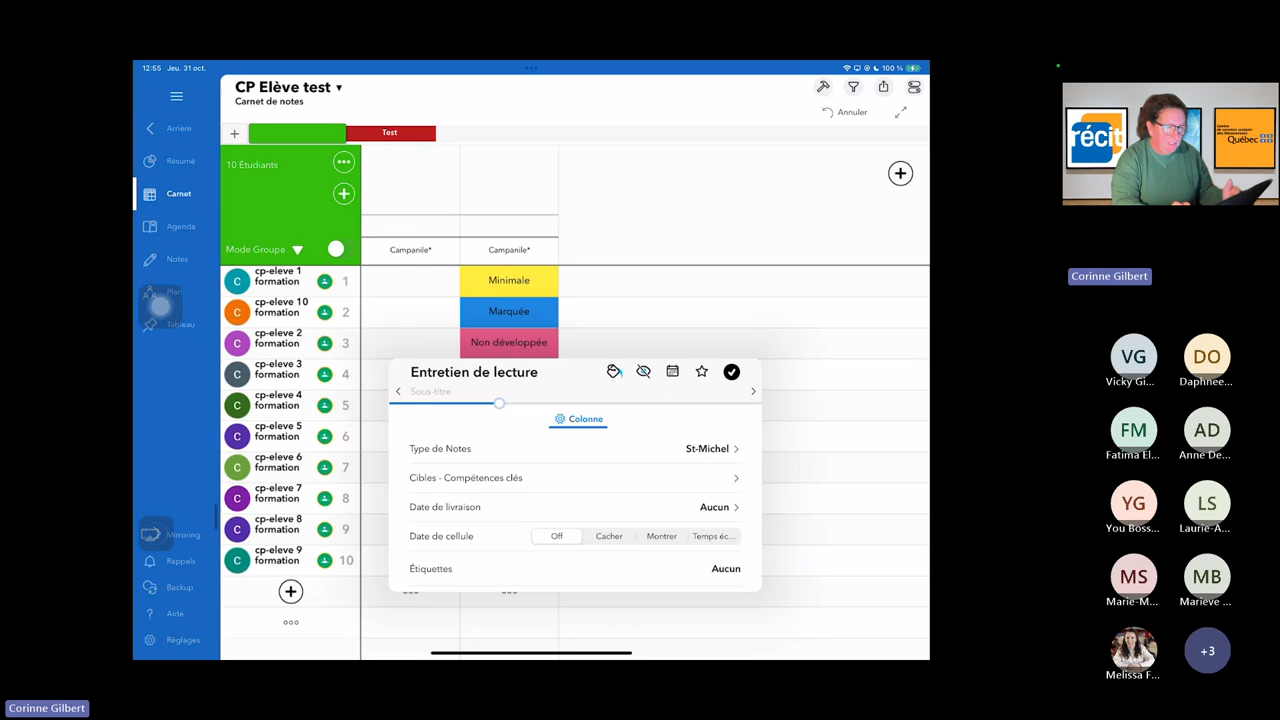 12:55 Jeu. 31 oct.
100 %
CP Elève test ▾
Carnet de notes
Annuler
Arrière
Résumé
Carnet
Agenda
Notes
Plan
Tableau
Mirroring
Rappels
Backup
Aide
Réglages
Test
10 Étudiants
Mode Groupe
Campanile*
Campanile*
cp-eleve 1
formation
1
Minimale
cp-eleve 10
formation
2
Marquée
cp-eleve 2
formation
3
Non développée
cp-eleve 3
formation
4
cp-eleve 4
formation
5
cp-eleve 5
formation
6
cp-eleve 6
formation
7
cp-eleve 7
formation
8
cp-eleve 8
formation
9
cp-eleve 9
formation
10
C
C
C
C
C
C
C
C
C
C
Entretien de lecture
Sous-titre
Colonne
Type de Notes
St-Michel
Cibles - Compétences clés
Date de livraison
Aucun
Date de cellule
Off
Cacher
Montrer
Temps éc...
Étiquettes
Aucun
récit
Québec
Corinne Gilbert
VG
Vicky Gi...
DO
Daphnee...
FM
Fatima El...
AD
Anne De...
YG
You Boss...
LS
Laurie-A...
MS
Marie-M...
MB
Marieve ...
Melissa F...
+3
Corinne Gilbert